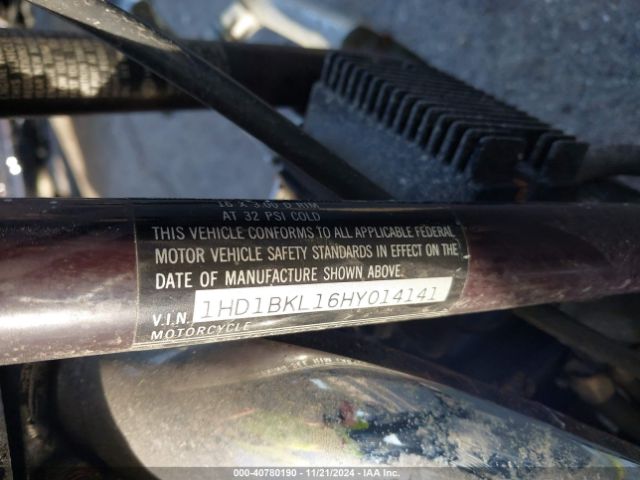 16 x 3.00 D RIM
AT 32 PSI COLD
THIS VEHICLE CONFORMS TO ALL APPLICABLE FEDERAL
MOTOR VEHICLE SAFETY STANDARDS IN EFFECT ON THE
DATE OF MANUFACTURE SHOWN ABOVE.
V.I.N. 1HD1BKL16HY014141
MOTORCYCLE
000-40780190 - 11/21/2024 - IAA Inc.